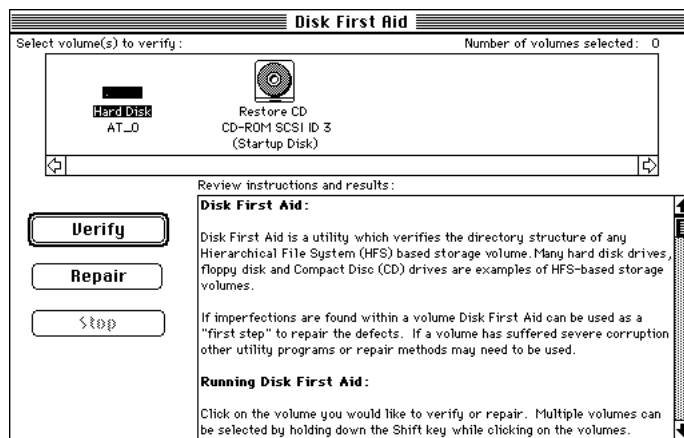 Disk First Aid
Select volume(s) to verify:
Number of volumes selected: 0
Hard Disk
AT_0
Restore CD
CD-ROM SCSI ID 3
(Startup Disk)
Review instructions and results:
Verify
Repair
Stop
Disk First Aid:
Disk First Aid is a utility which verifies the directory structure of any
Hierarchical File System (HFS) based storage volume. Many hard disk drives,
floppy disk and Compact Disc (CD) drives are examples of HFS-based storage
volumes.
If imperfections are found within a volume Disk First Aid can be used as a
"first step" to repair the defects. If a volume has suffered severe corruption
other utility programs or repair methods may need to be used.
Running Disk First Aid:
Click on the volume you would like to verify or repair. Multiple volumes can
be selected by holding down the Shift key while clicking on the volumes.